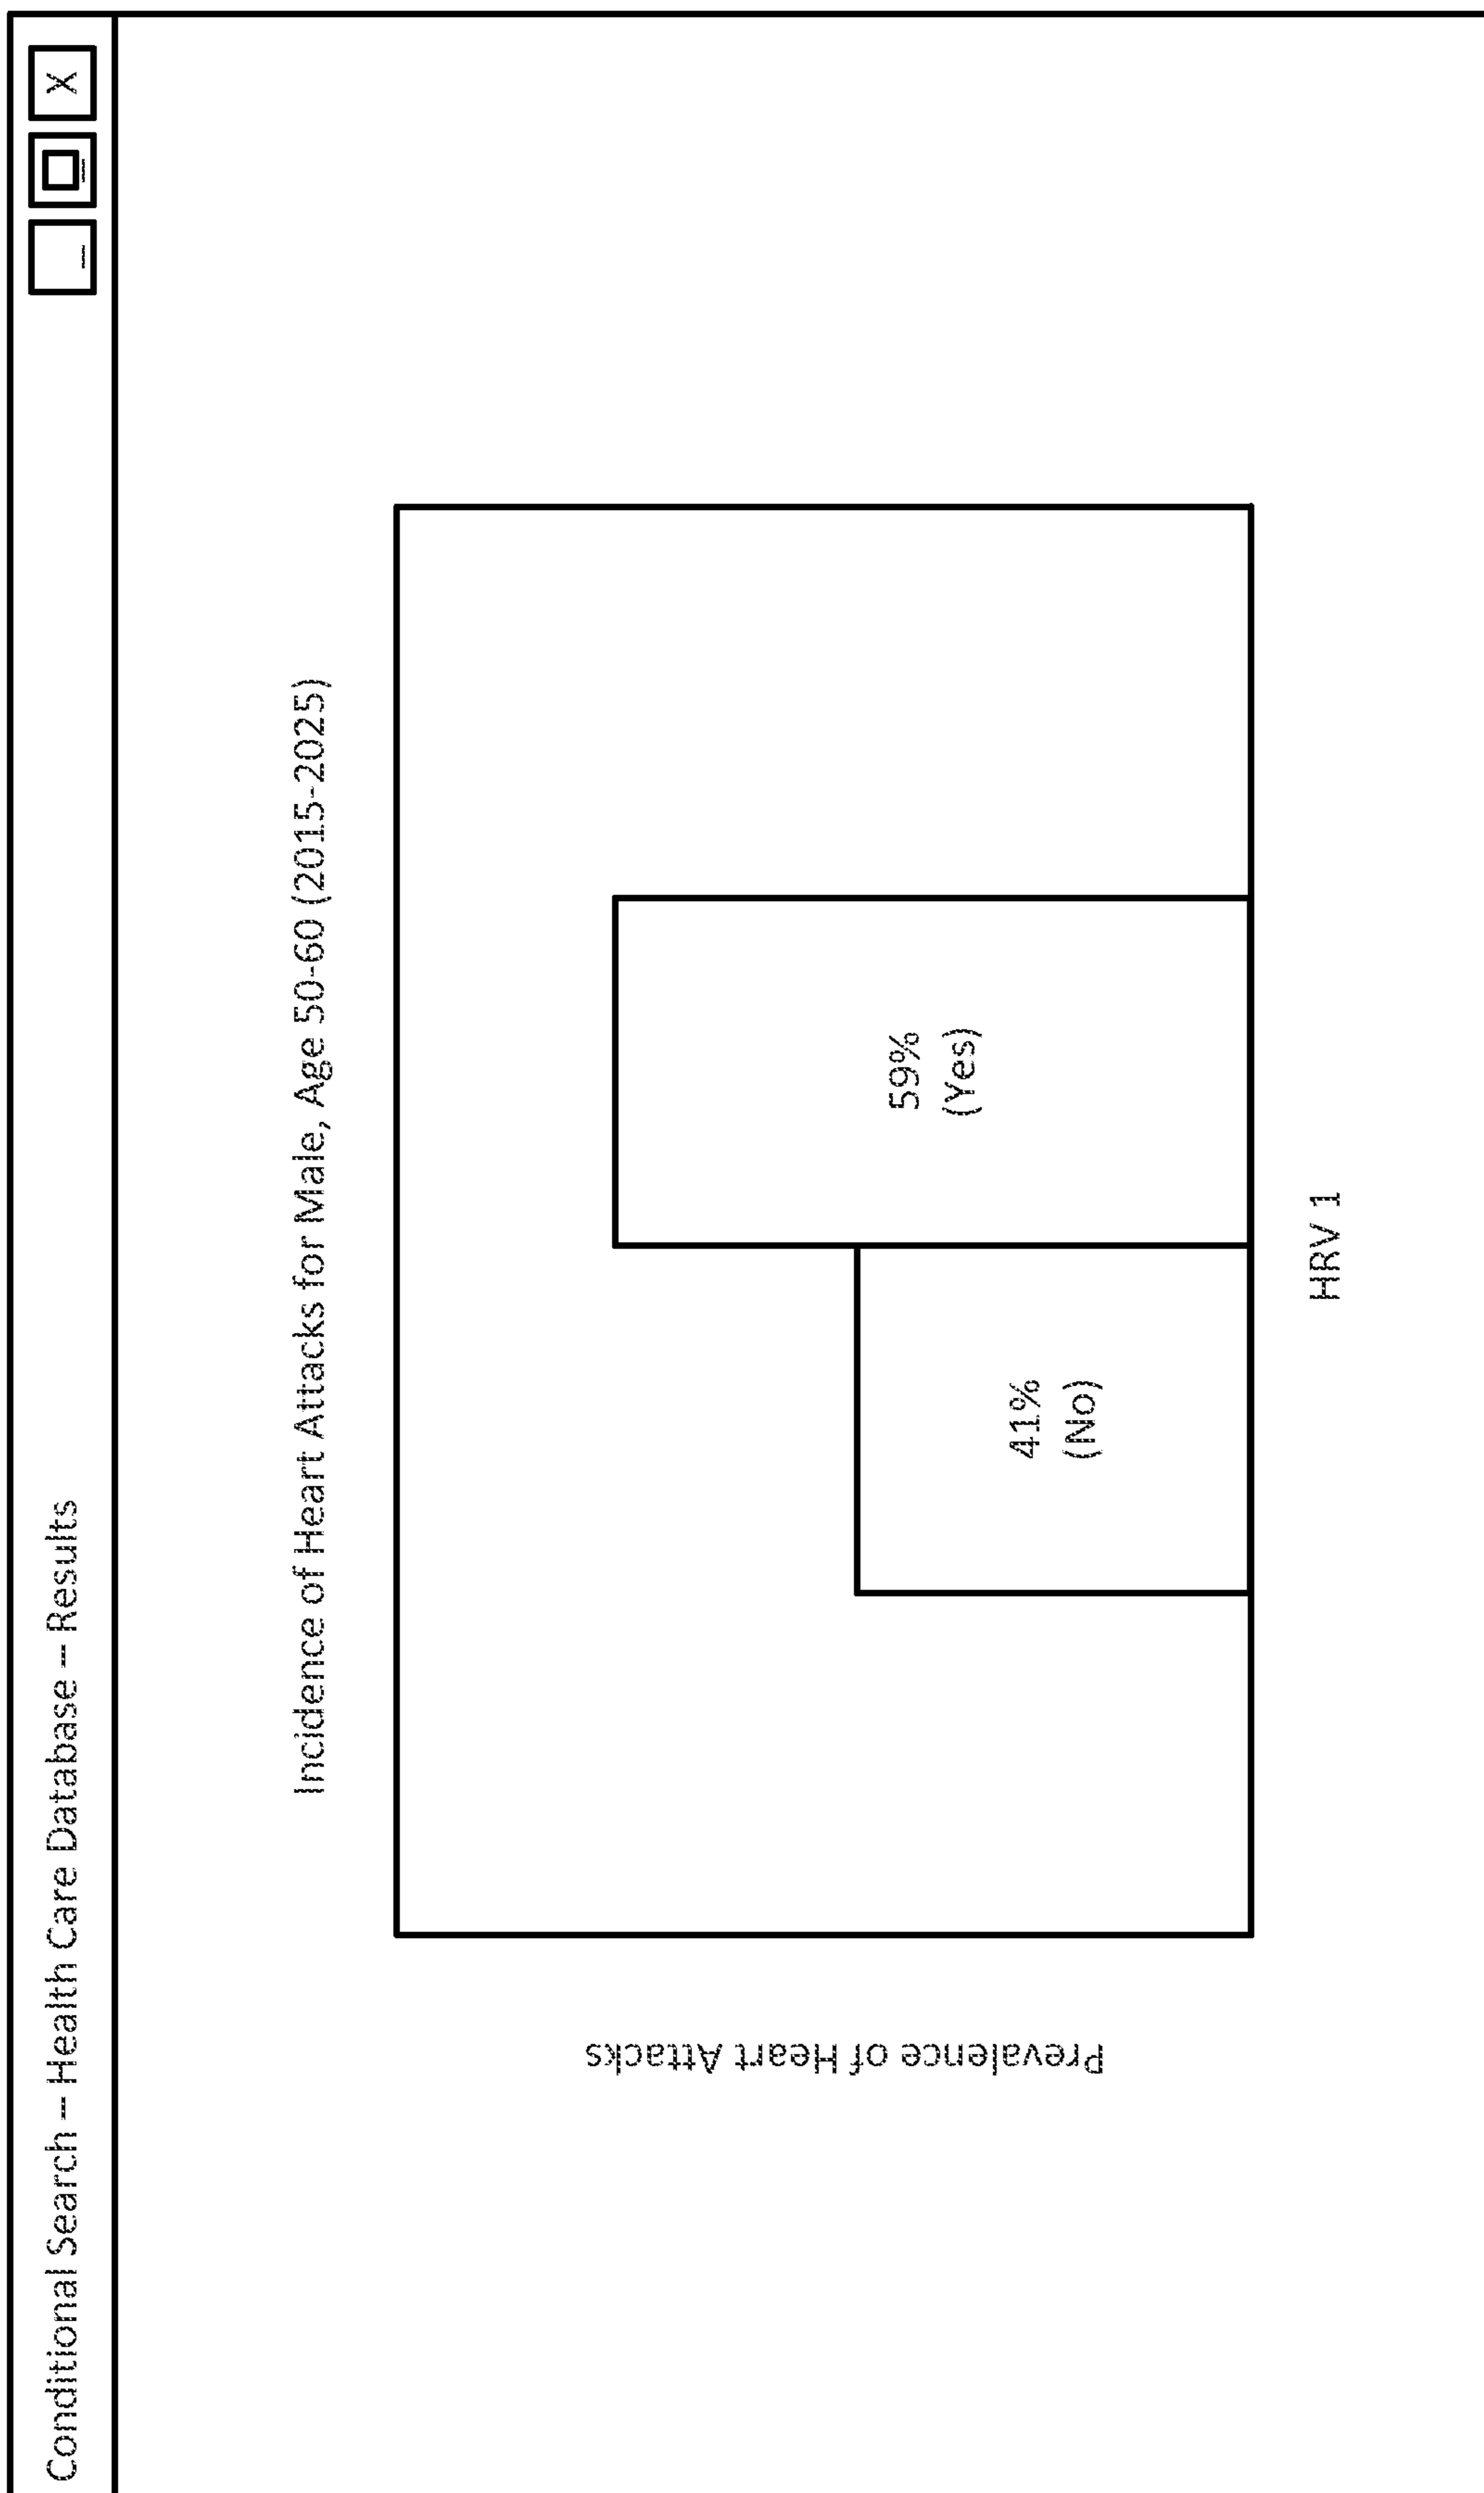 Conditional Search – Health Care Database – Results
_
X
Incidence of Heart Attacks for Male, Age 50-60 (2015-2025)
Prevalence of Heart Attacks
41%
(No)
59%
(Yes)
HRV 1